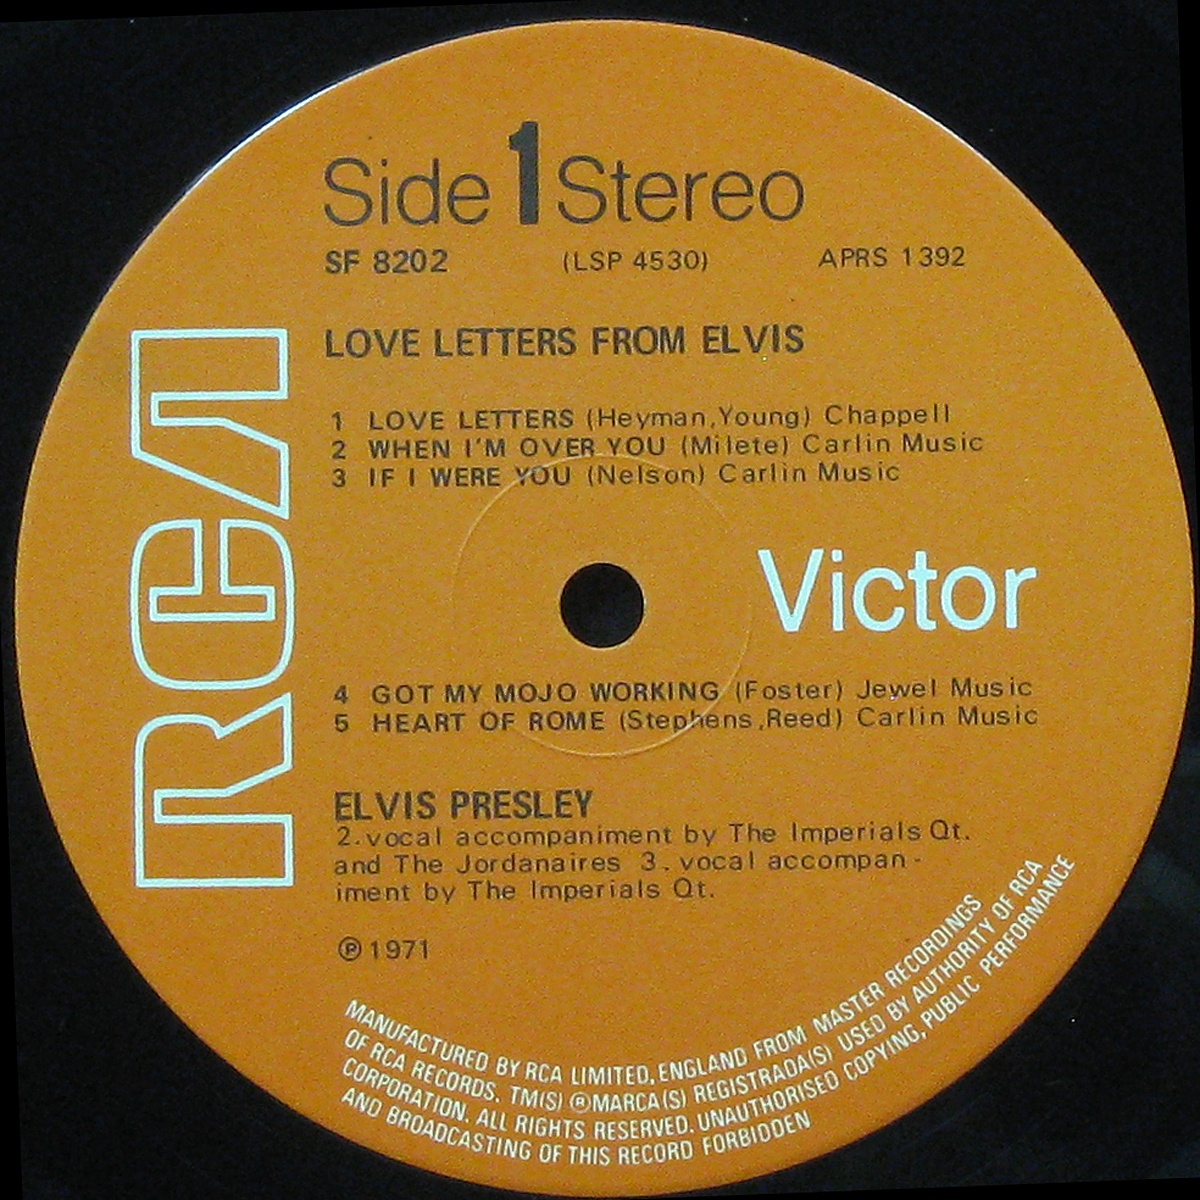 Side 1 Stereo
SF 8202 (LSP 4530) APRS 1392
LOVE LETTERS FROM ELVIS
1 LOVE LETTERS (Heyman,Young) Chappell
2 WHEN I'M OVER YOU (Milete) Carlin Music
3 IF I WERE YOU (Nelson) Carlin Music
RCA
Victor
4 GOT MY MOJO WORKING (Foster) Jewel Music
5 HEART OF ROME (Stephens,Reed) Carlin Music
ELVIS PRESLEY
2.vocal accompaniment by The Imperials Qt.
and The Jordanaires 3.vocal accompan-
iment by The Imperials Qt.
℗ 1971
MANUFACTURED BY RCA LIMITED, ENGLAND FROM MASTER RECORDINGS
OF RCA RECORDS. TM(S) ®MARCA(S) REGISTRADA(S) USED BY AUTHORITY OF RCA
CORPORATION. ALL RIGHTS RESERVED. UNAUTHORISED COPYING, PUBLIC PERFORMANCE
AND BROADCASTING OF THIS RECORD FORBIDDEN